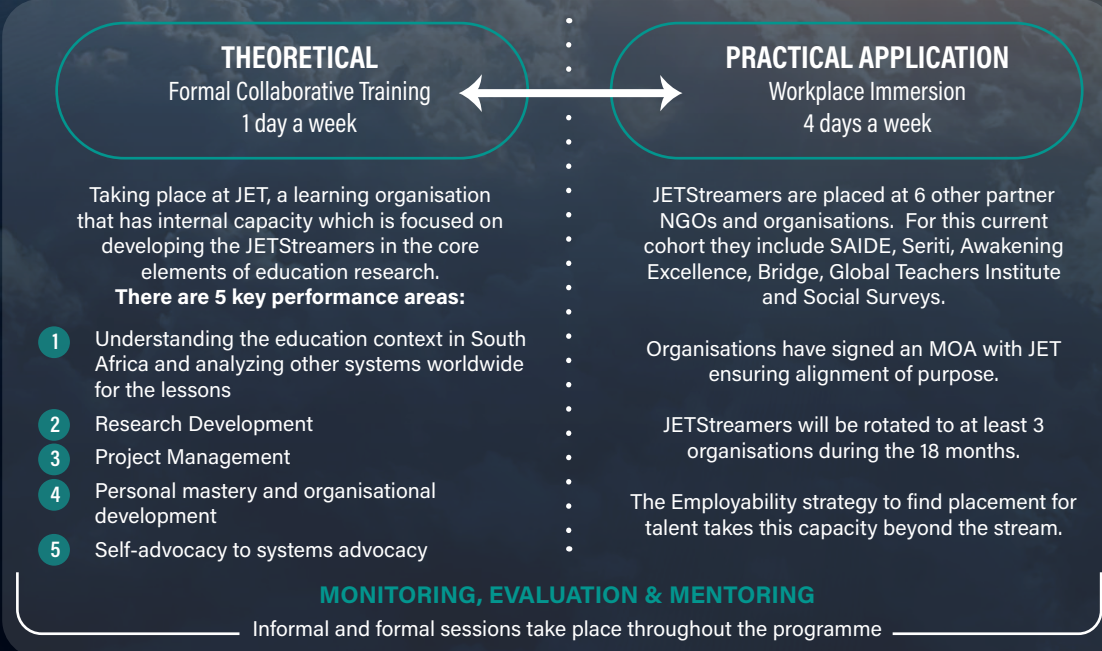 THEORETICAL
Formal Collaborative Training
1 day a week
Taking place at JET, a learning organisation
that has internal capacity which is focused on
developing the JETStreamers in the core
elements of education research.
There are 5 key performance areas:
1 Understanding the education context in South
Africa and analyzing other systems worldwide
for the lessons
2 Research Development
3 Project Management
4 Personal mastery and organisational
development
5 Self-advocacy to systems advocacy
PRACTICAL APPLICATION
Workplace Immersion
4 days a week
JETStreamers are placed at 6 other partner
NGOs and organisations. For this current
cohort they include SAIDE, Seriti, Awakening
Excellence, Bridge, Global Teachers Institute
and Social Surveys.
Organisations have signed an MOA with JET
ensuring alignment of purpose.
JETStreamers will be rotated to at least 3
organisations during the 18 months.
The Employability strategy to find placement for
talent takes this capacity beyond the stream.
MONITORING, EVALUATION & MENTORING
Informal and formal sessions take place throughout the programme